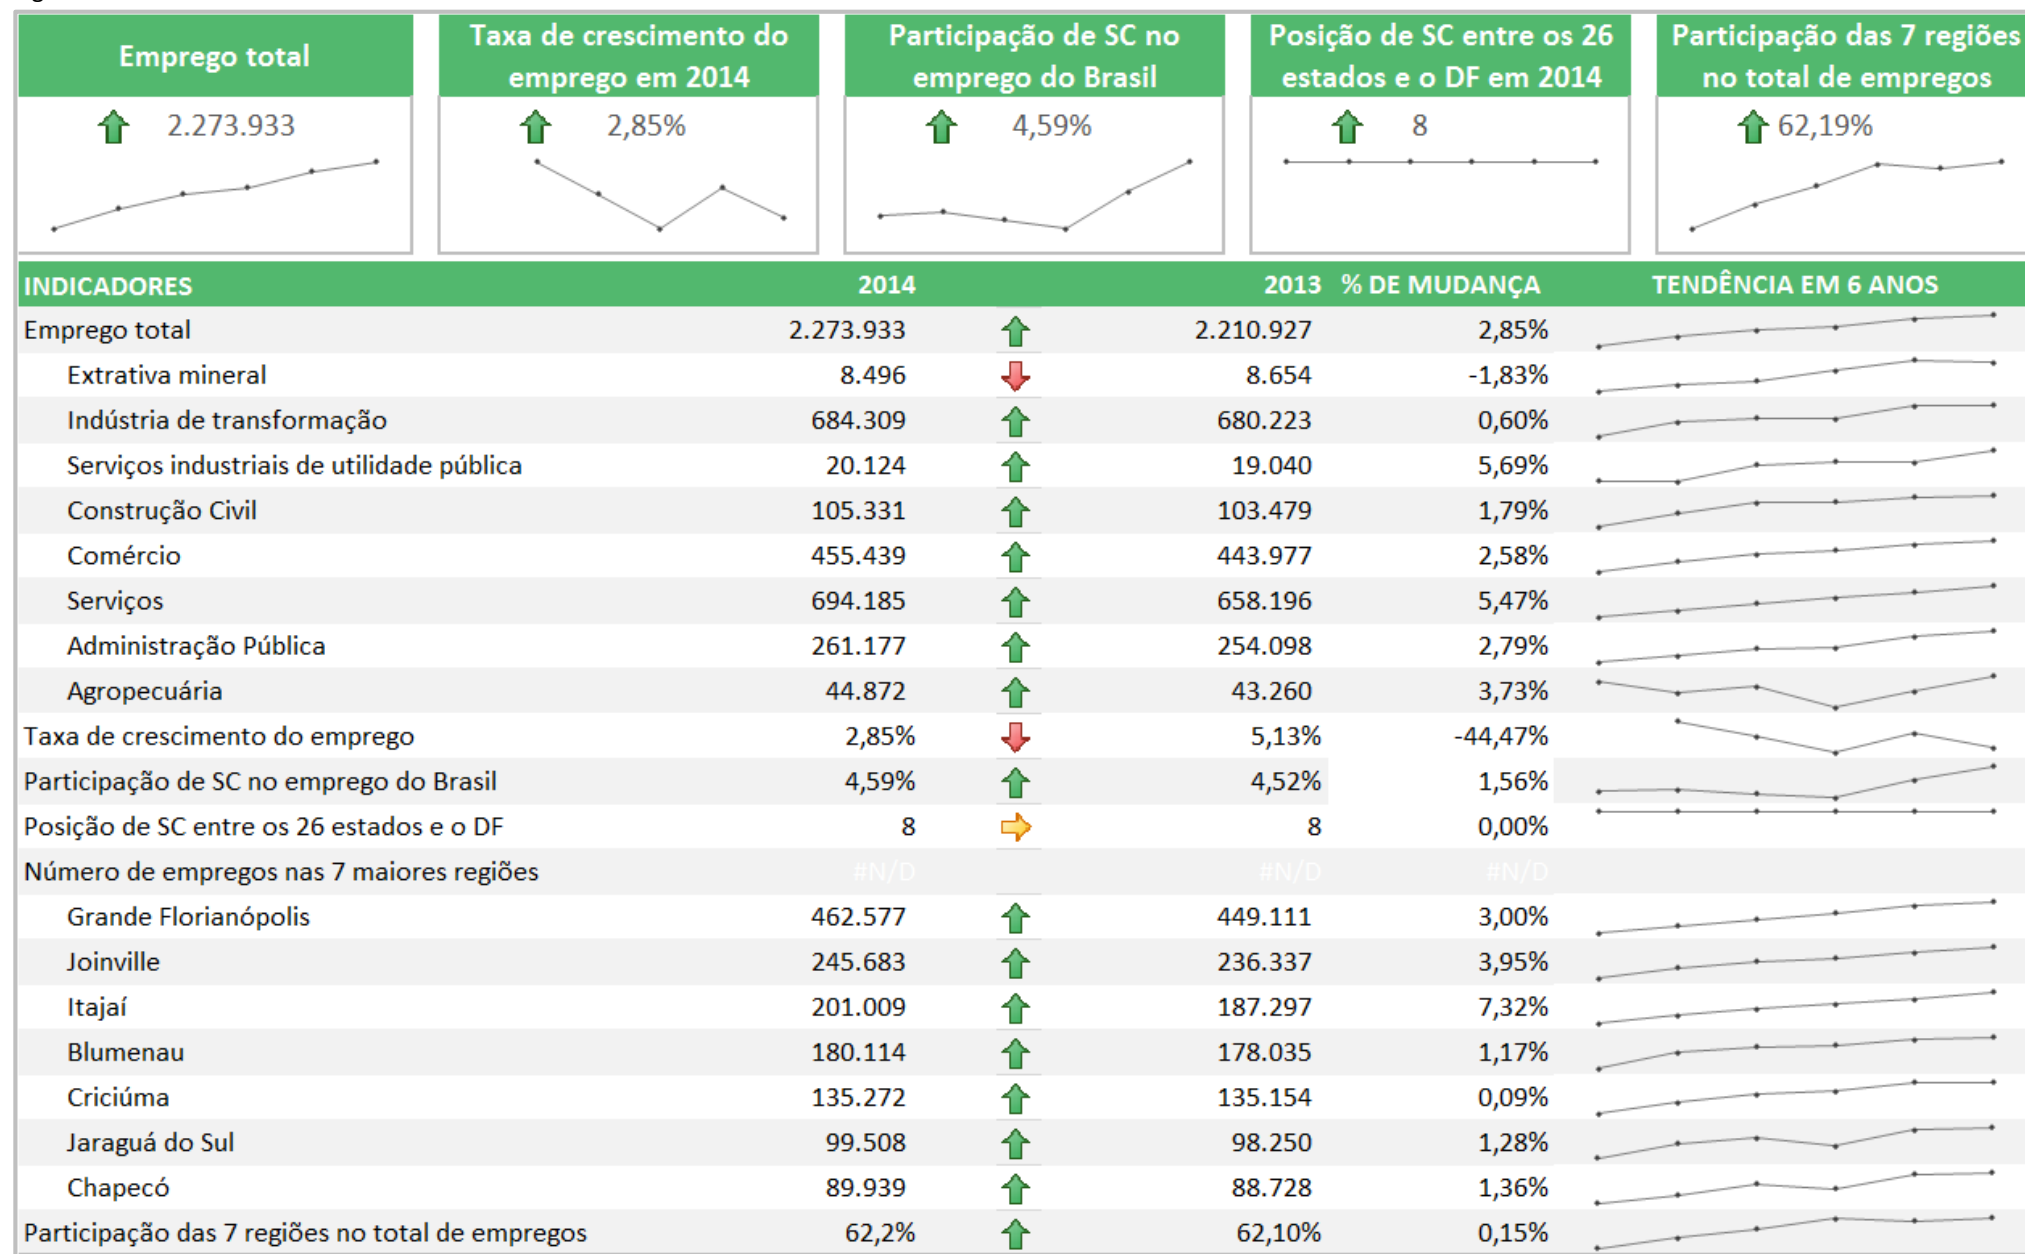 Emprego total
Taxa de crescimento do
emprego em 2014
Participação de SC no
emprego do Brasil
Posição de SC entre os 26
estados e o DF em 2014
Participação das 7 regiões
no total de empregos
2.273.933
2,85%
4,59%
8
62,19%
INDICADORES 2014 2013 % DE MUDANÇA TENDÊNCIA EM 6 ANOS
Emprego total 2.273.933 2.210.927 2,85%
Extrativa mineral 8.496 8.654 -1,83%
Indústria de transformação 684.309 680.223 0,60%
Serviços industriais de utilidade pública 20.124 19.040 5,69%
Construção Civil 105.331 103.479 1,79%
Comércio 455.439 443.977 2,58%
Serviços 694.185 658.196 5,47%
Administração Pública 261.177 254.098 2,79%
Agropecuária 44.872 43.260 3,73%
Taxa de crescimento do emprego 2,85% 5,13% -44,47%
Participação de SC no emprego do Brasil 4,59% 4,52% 1,56%
Posição de SC entre os 26 estados e o DF 8 8 0,00%
Número de empregos nas 7 maiores regiões #N/D #N/D #N/D
Grande Florianópolis 462.577 449.111 3,00%
Joinville 245.683 236.337 3,95%
Itajaí 201.009 187.297 7,32%
Blumenau 180.114 178.035 1,17%
Criciúma 135.272 135.154 0,09%
Jaraguá do Sul 99.508 98.250 1,28%
Chapecó 89.939 88.728 1,36%
Participação das 7 regiões no total de empregos 62,2% 62,10% 0,15%